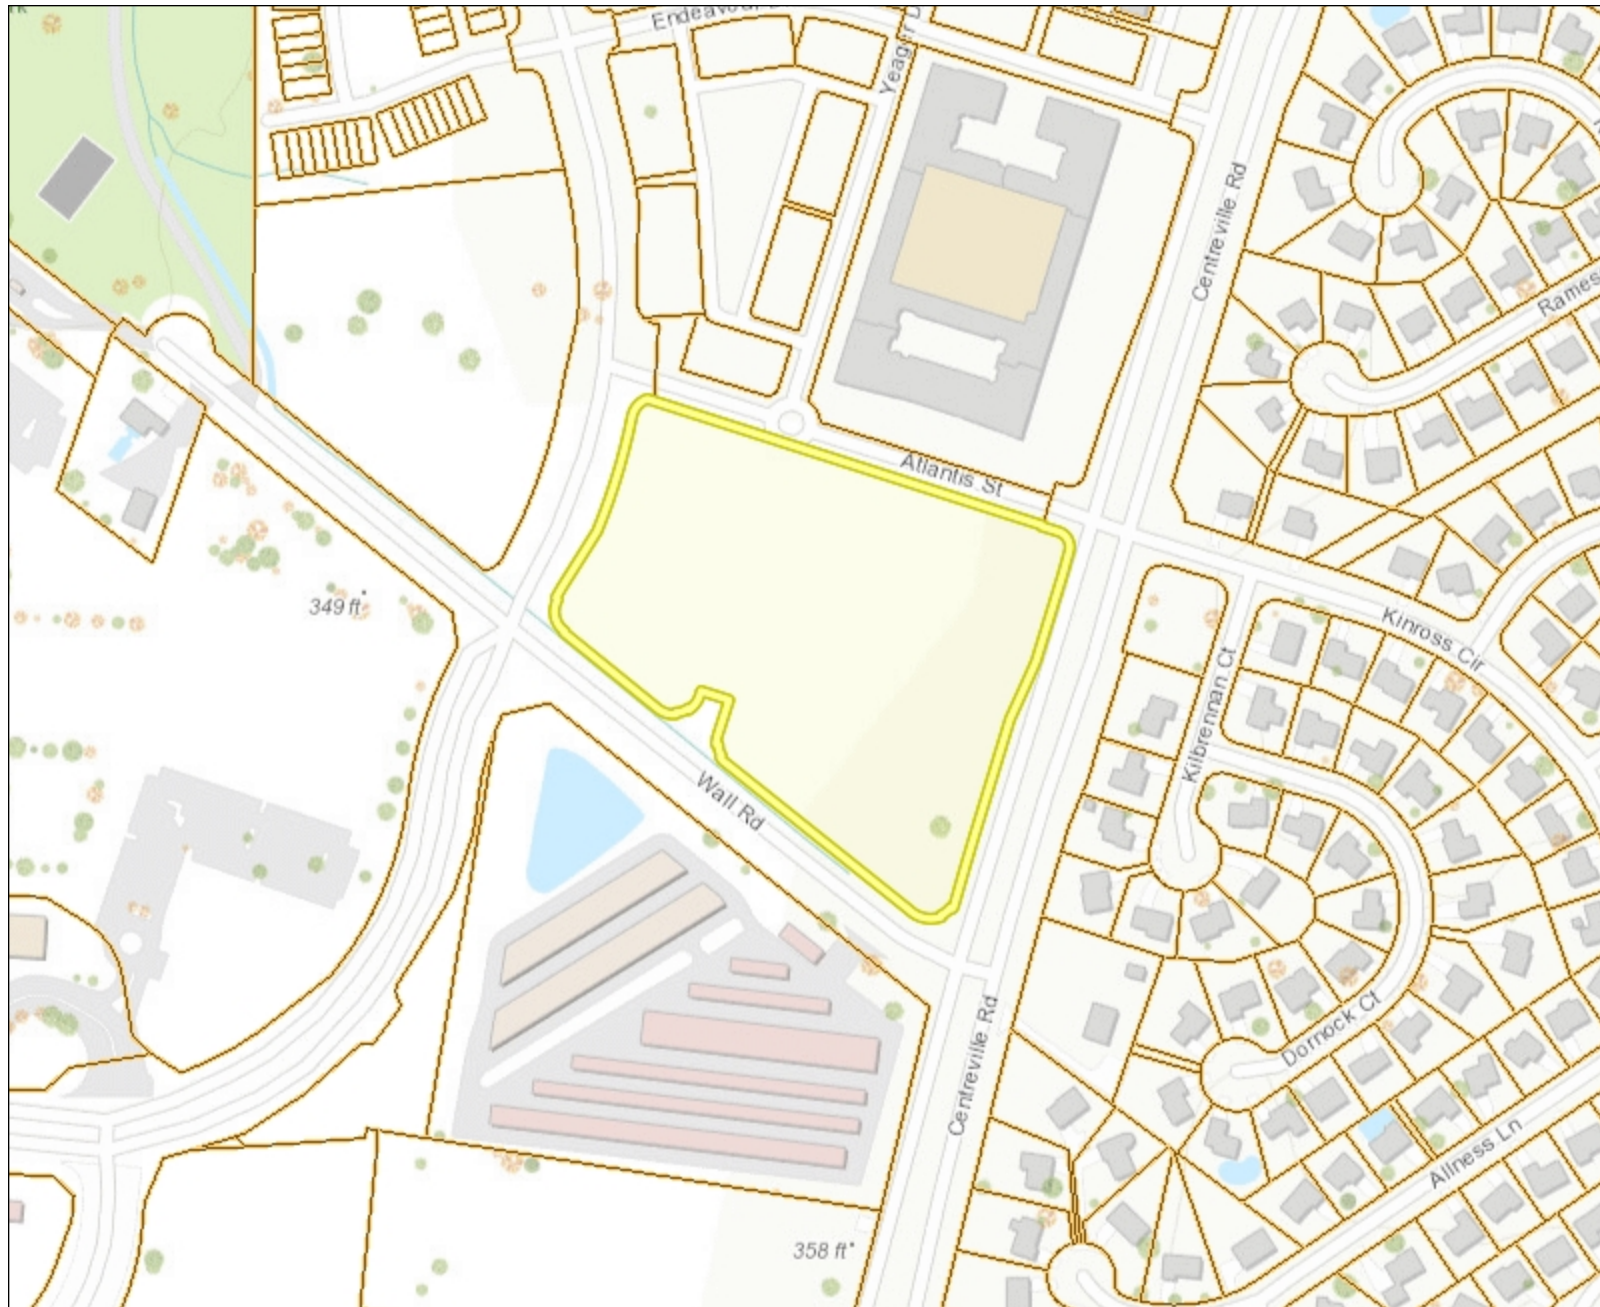 Endeavour
Yeager D
Centreville Rd
Rames
Atlantis St
349 ft
Kinross Cir
Kilbrennan Ct
Wall Rd
Centreville Rd
Dornock Ct
Allness Ln
358 ft